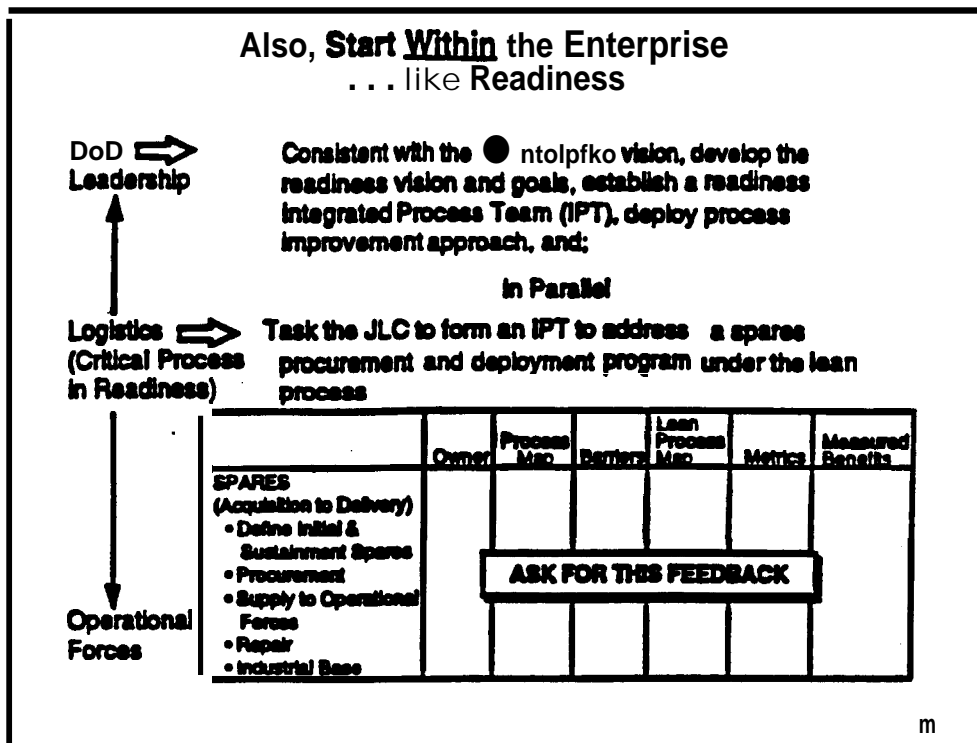 Also, Start Within the Enterprise
. . . like Readiness
DoD
Leadership
Consistent with the ● ntolpfko vision, develop the
readiness vision and goals, establish a readiness
Integrated Process Team (IPT), deploy process
improvement approach, and;
in Parallel
Logistics
(Critical Process
in Readiness)
Task the JLC to form an IPT to address a spares
procurement and deployment program under the lean
process
Operational
Forces
Owner
Process
Map
Barriers
Lean
Process
Map
Metrics
Measured
Benefits
SPARES
(Acquisition to Delivery)
• Define Initial &
Sustainment Spares
• Procurement
• Supply to Operational
Forces
• Repair
• Industrial Base
ASK FOR THIS FEEDBACK
m